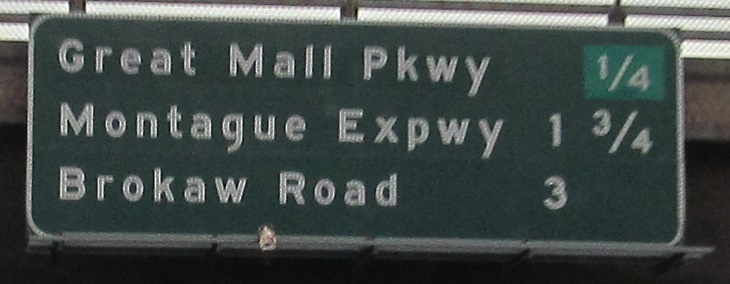 Great Mall Pkwy 1/4
Montague Expwy 1 3/4
Brokaw Road 3